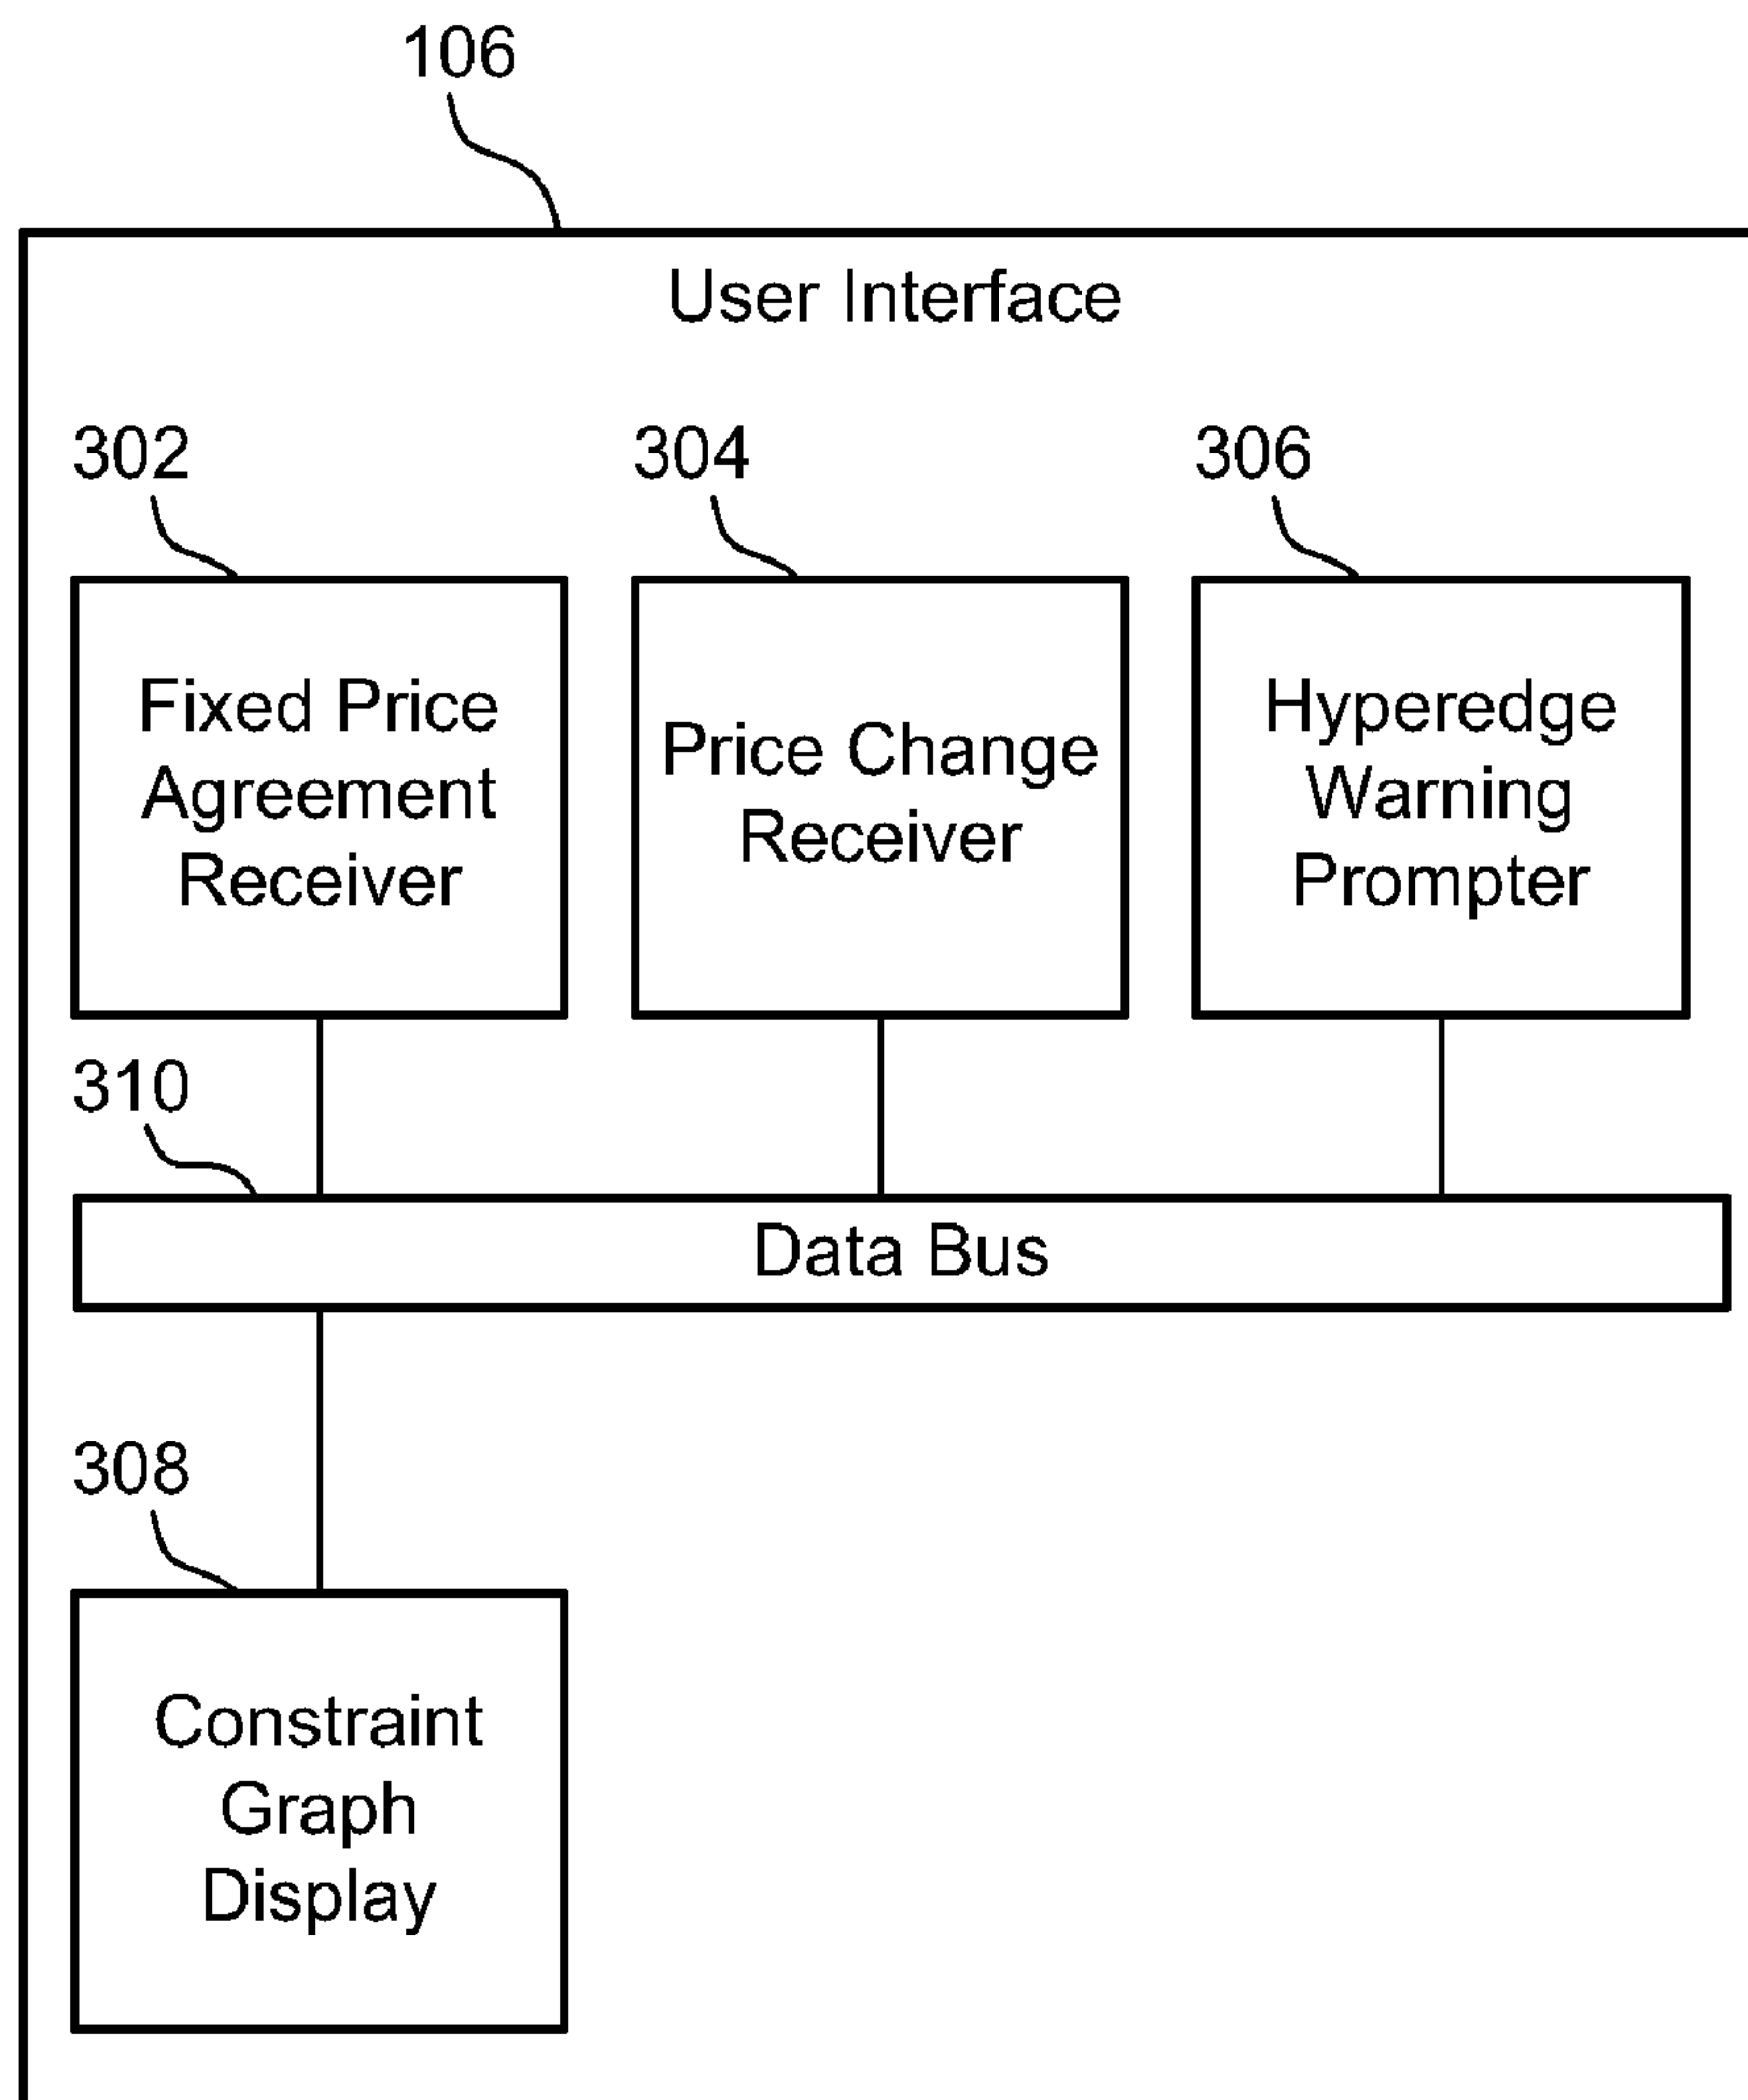 106
User Interface
302
304
306
Fixed Price
Agreement
Receiver
Price Change
Receiver
Hyperedge
Warning
Prompter
310
Data Bus
308
Constraint
Graph
Display